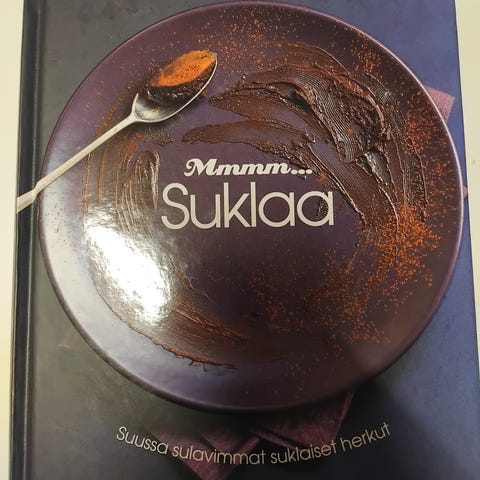 Mmmm...
Suklaa
Suussa sulavimmat suklaiset herkut